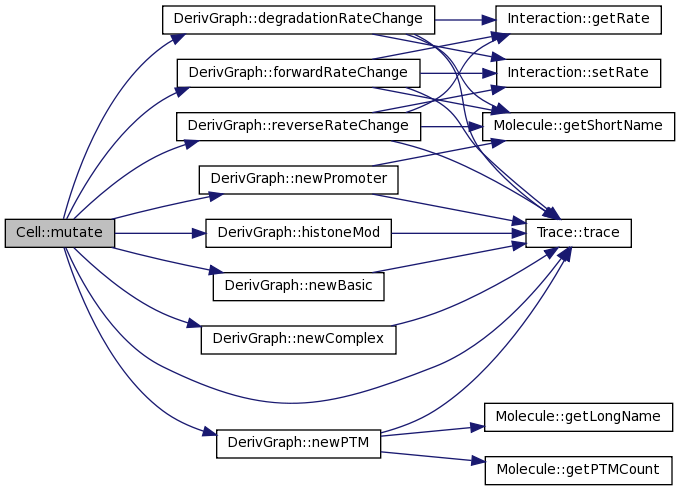 Cell::mutate
DerivGraph::degradationRateChange
DerivGraph::forwardRateChange
DerivGraph::reverseRateChange
DerivGraph::newPromoter
DerivGraph::histoneMod
DerivGraph::newBasic
DerivGraph::newComplex
DerivGraph::newPTM
Interaction::getRate
Interaction::setRate
Molecule::getShortName
Trace::trace
Molecule::getLongName
Molecule::getPTMCount